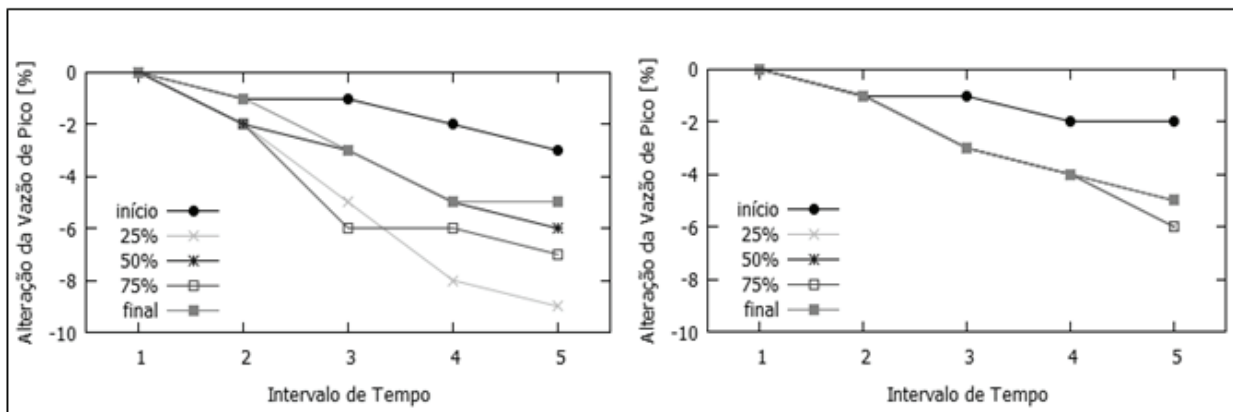 Alteração da Vazão de Pico [%]
0
-2
-4
-6
-8
-10
início
25%
50%
75%
final
1 2 3 4 5
Intervalo de Tempo
Alteração da Vazão de Pico [%]
0
-2
-4
-6
-8
-10
início
25%
50%
75%
final
1 2 3 4 5
Intervalo de Tempo